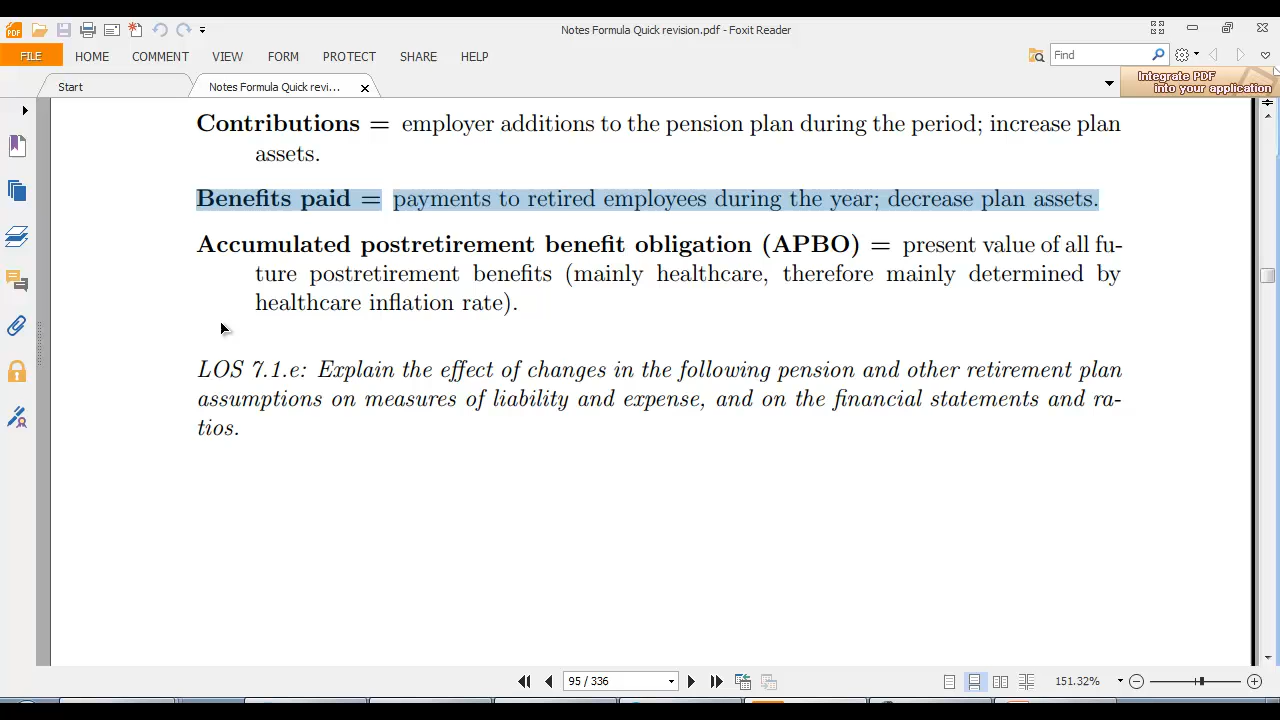 Notes Formula Quick revision.pdf - Foxit Reader
FILE HOME COMMENT VIEW FORM PROTECT SHARE HELP
Find
Start
Notes Formula Quick revi...
Integrate PDF
into your application
Contributions = employer additions to the pension plan during the period; increase plan
assets.
Benefits paid = payments to retired employees during the year; decrease plan assets.
Accumulated postretirement benefit obligation (APBO) = present value of all fu-
ture postretirement benefits (mainly healthcare, therefore mainly determined by
healthcare inflation rate).
LOS 7.1.e: Explain the effect of changes in the following pension and other retirement plan
assumptions on measures of liability and expense, and on the financial statements and ra-
tios.
95 / 336
151.32%